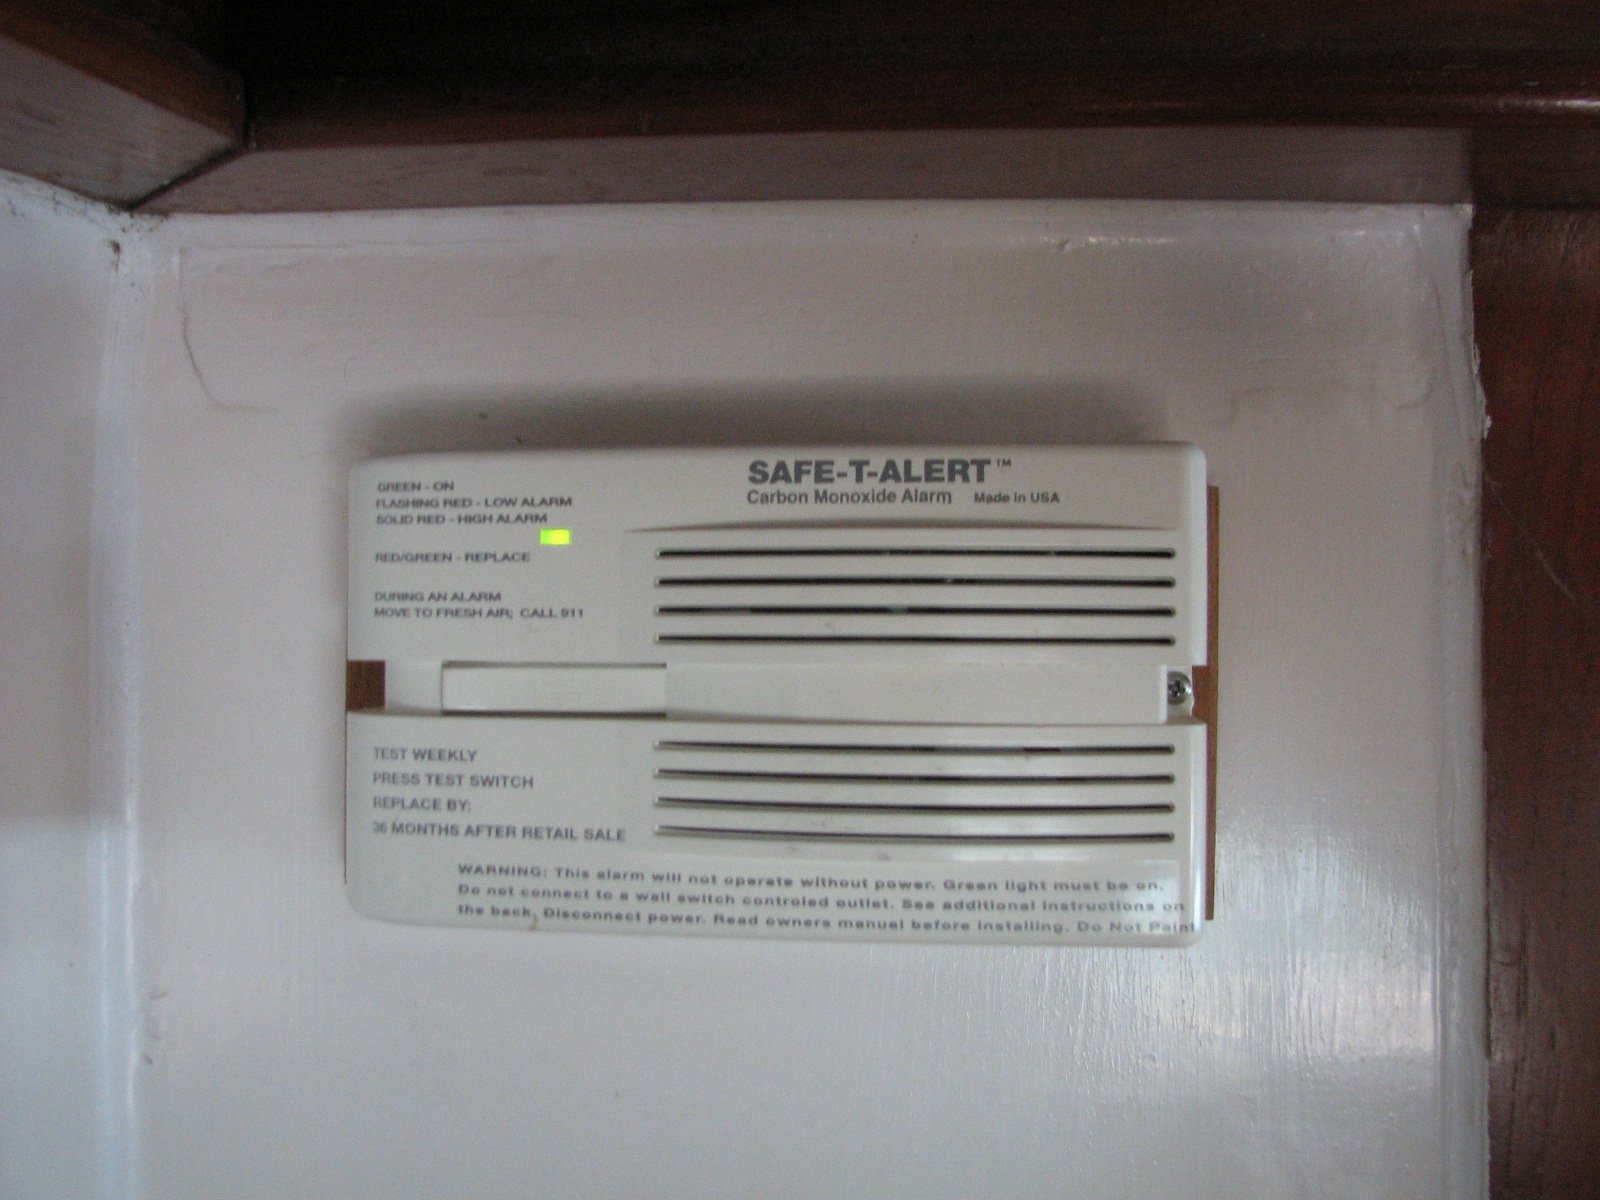 GREEN - ON
FLASHING RED - LOW ALARM
SOLID RED - HIGH ALARM
RED/GREEN - REPLACE
DURING AN ALARM
MOVE TO FRESH AIR; CALL 911
SAFE-T-ALERT™
Carbon Monoxide Alarm Made in USA
TEST WEEKLY
PRESS TEST SWITCH
REPLACE BY:
36 MONTHS AFTER RETAIL SALE
WARNING: This alarm will not operate without power. Green light must be on.
Do not connect to a wall switch controled outlet. See additional instructions on
the back. Disconnect power. Read owners manual before installing. Do Not Paint